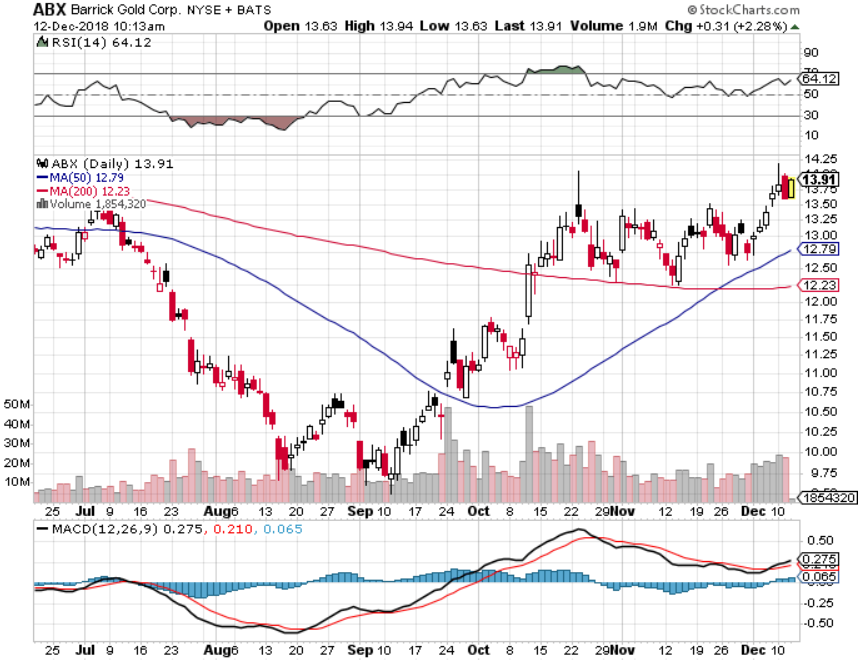 ABX Barrick Gold Corp. NYSE + BATS © StockCharts.com
12-Dec-2018 10:13am Open 13.63 High 13.94 Low 13.63 Last 13.91 Volume 1.9M Chg +0.31 (+2.28%)
RSI(14) 64.12
90
70
64.12
50
30
10
ABX (Daily) 13.91
MA(50) 12.79
MA(200) 12.23
Volume 1,854,320
14.25
13.91
13.75
13.50
13.25
13.00
12.79
12.50
12.23
12.00
11.75
11.50
11.25
11.00
10.75
10.50
10.25
10.00
9.75
1854320
50M
40M
30M
20M
10M
25 Jul 9 16 23 Aug6 13 20 27 Sep 10 17 24 Oct 8 15 22 29Nov 12 19 26 Dec 10
MACD(12,26,9) 0.275, 0.210, 0.065
0.50
0.275
0.210
0.065
-0.25
-0.50
25 Jul 9 16 23 Aug6 13 20 27 Sep 10 17 24 Oct 8 15 22 29Nov 12 19 26 Dec 10